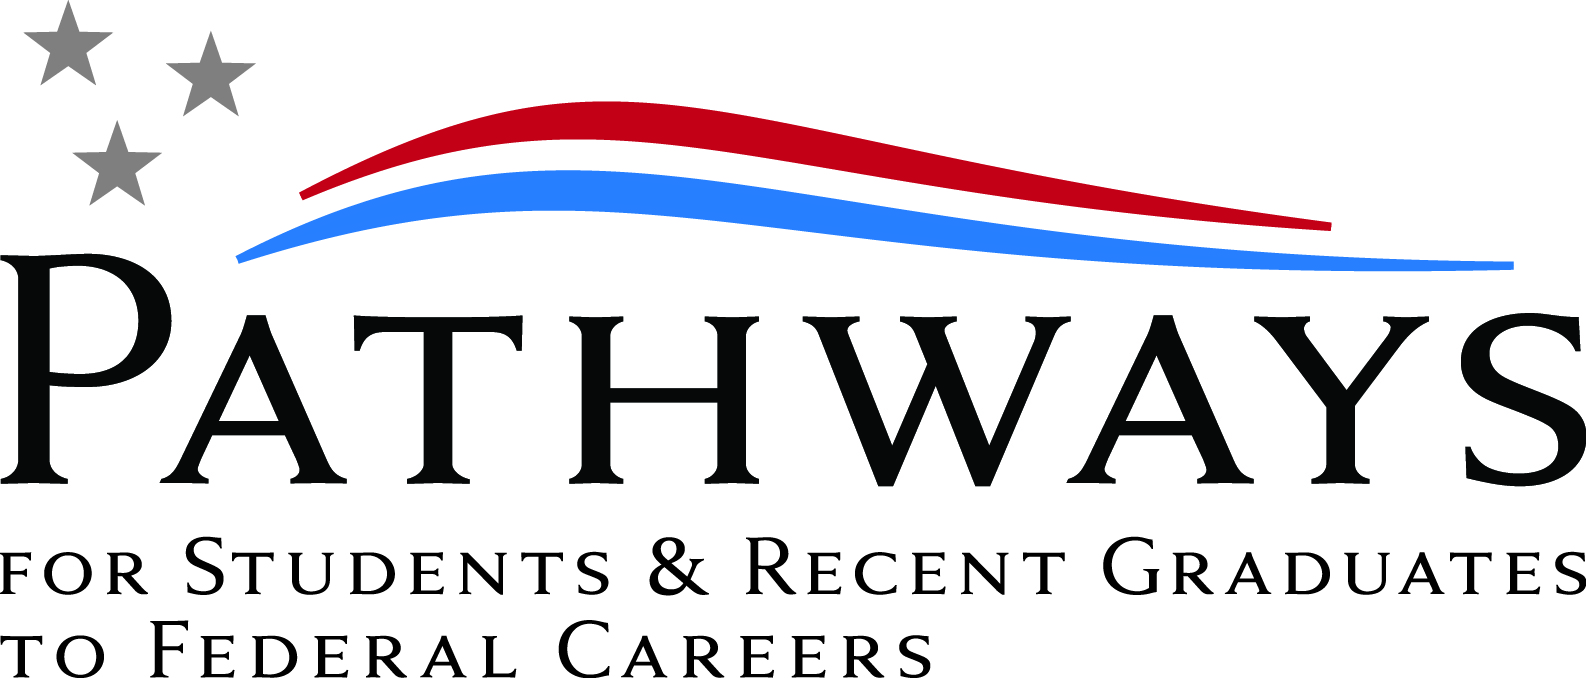 PATHWAYS
FOR STUDENTS & RECENT GRADUATES
TO FEDERAL CAREERS